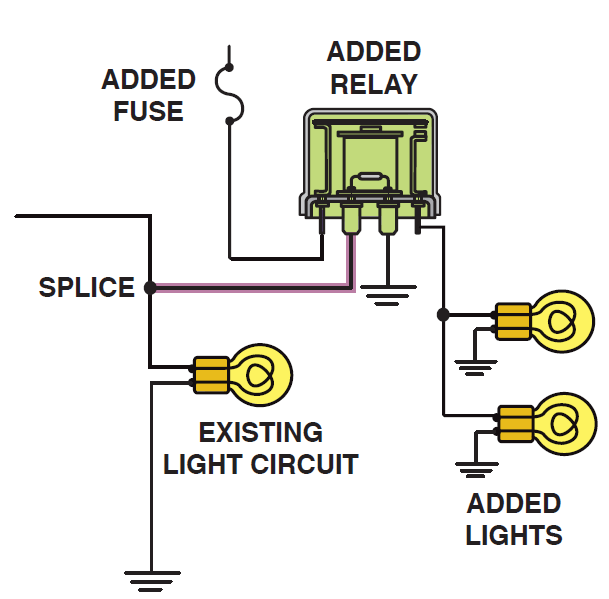 ADDED
FUSE
ADDED
RELAY
SPLICE
EXISTING
LIGHT CIRCUIT
ADDED
LIGHTS